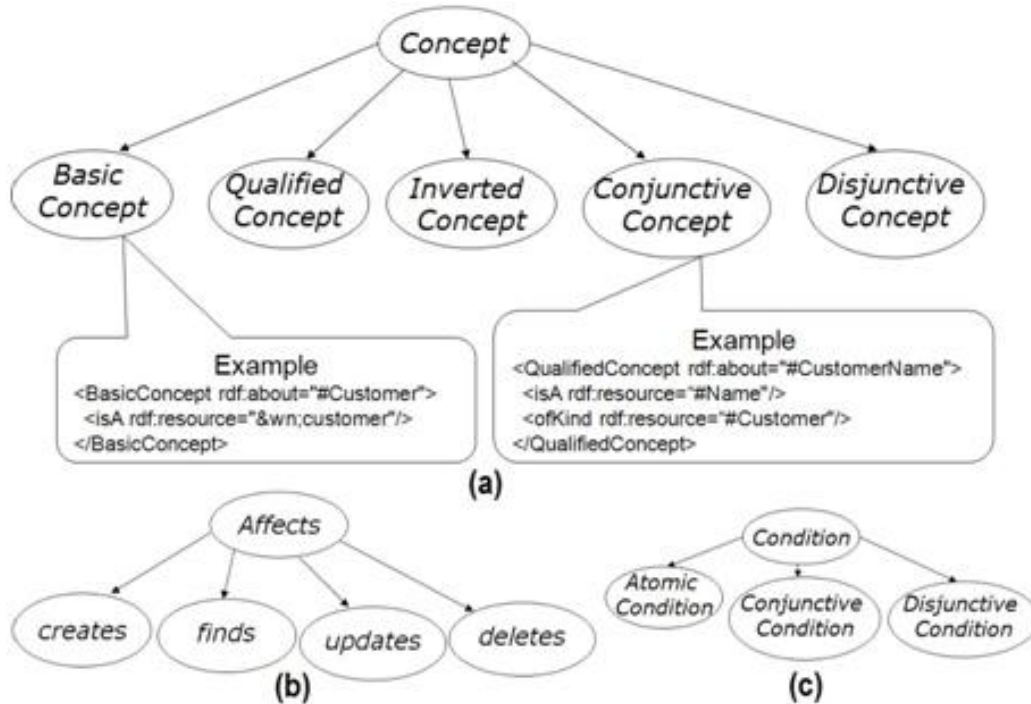 Concept
Basic
Concept
Qualified
Concept
Inverted
Concept
Conjunctive
Concept
Disjunctive
Concept
Example
<BasicConcept rdf:about="#Customer">
<isA rdf:resource="&wn;customer"/>
</BasicConcept>
Example
<QualifiedConcept rdf:about="#CustomerName">
<isA rdf:resource="#Name"/>
<ofKind rdf:resource="#Customer"/>
</QualifiedConcept>
(a)
Affects
creates
finds
updates
deletes
(b)
Condition
Atomic
Condition
Conjunctive
Condition
Disjunctive
Condition
(c)